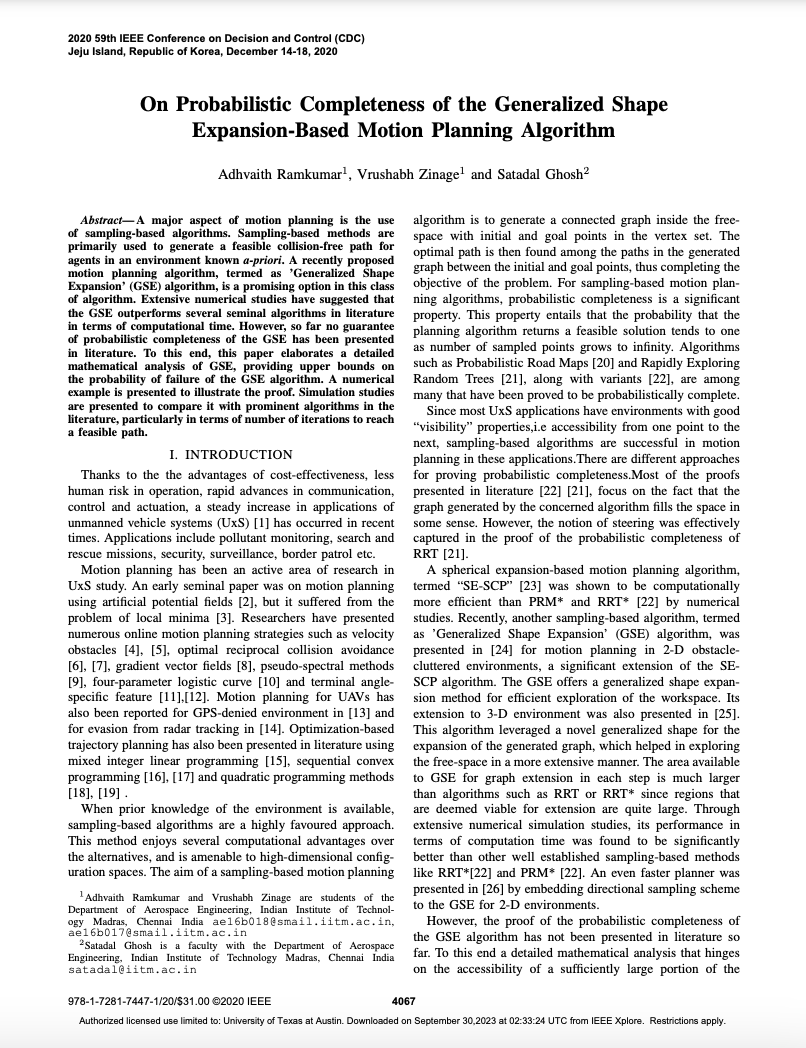 2020 59th IEEE Conference on Decision and Control (CDC)
Jeju Island, Republic of Korea, December 14-18, 2020
On Probabilistic Completeness of the Generalized Shape
Expansion-Based Motion Planning Algorithm
Adhvaith Ramkumar1, Vrushabh Zinage1 and Satadal Ghosh2
Abstract— A major aspect of motion planning is the use
of sampling-based algorithms. Sampling-based methods are
primarily used to generate a feasible collision-free path for
agents in an environment known a-priori. A recently proposed
motion planning algorithm, termed as 'Generalized Shape
Expansion' (GSE) algorithm, is a promising option in this class
of algorithm. Extensive numerical studies have suggested that
the GSE outperforms several seminal algorithms in literature
in terms of computational time. However, so far no guarantee
of probabilistic completeness of the GSE has been presented
in literature. To this end, this paper elaborates a detailed
mathematical analysis of GSE, providing upper bounds on
the probability of failure of the GSE algorithm. A numerical
example is presented to illustrate the proof. Simulation studies
are presented to compare it with prominent algorithms in the
literature, particularly in terms of number of iterations to reach
a feasible path.
I. INTRODUCTION
Thanks to the the advantages of cost-effectiveness, less
human risk in operation, rapid advances in communication,
control and actuation, a steady increase in applications of
unmanned vehicle systems (UxS) [1] has occurred in recent
times. Applications include pollutant monitoring, search and
rescue missions, security, surveillance, border patrol etc.
Motion planning has been an active area of research in
UxS study. An early seminal paper was on motion planning
using artificial potential fields [2], but it suffered from the
problem of local minima [3]. Researchers have presented
numerous online motion planning strategies such as velocity
obstacles [4], [5], optimal reciprocal collision avoidance
[6], [7], gradient vector fields [8], pseudo-spectral methods
[9], four-parameter logistic curve [10] and terminal angle-
specific feature [11],[12]. Motion planning for UAVs has
also been reported for GPS-denied environment in [13] and
for evasion from radar tracking in [14]. Optimization-based
trajectory planning has also been presented in literature using
mixed integer linear programming [15], sequential convex
programming [16], [17] and quadratic programming methods
[18], [19] .
When prior knowledge of the environment is available,
sampling-based algorithms are a highly favoured approach.
This method enjoys several computational advantages over
the alternatives, and is amenable to high-dimensional config-
uration spaces. The aim of a sampling-based motion planning
1Adhvaith Ramkumar and Vrushabh Zinage are students of the
Department of Aerospace Engineering, Indian Institute of Technol-
ogy Madras, Chennai India ae16b018@smail.iitm.ac.in,
ae16b017@smail.iitm.ac.in
2Satadal Ghosh is a faculty with the Department of Aerospace
Engineering, Indian Institute of Technology Madras, Chennai India
satadal@iitm.ac.in
algorithm is to generate a connected graph inside the free-
space with initial and goal points in the vertex set. The
optimal path is then found among the paths in the generated
graph between the initial and goal points, thus completing the
objective of the problem. For sampling-based motion plan-
ning algorithms, probabilistic completeness is a significant
property. This property entails that the probability that the
planning algorithm returns a feasible solution tends to one
as number of sampled points grows to infinity. Algorithms
such as Probabilistic Road Maps [20] and Rapidly Exploring
Random Trees [21], along with variants [22], are among
many that have been proved to be probabilistically complete.
Since most UxS applications have environments with good
“visibility” properties,i.e accessibility from one point to the
next, sampling-based algorithms are successful in motion
planning in these applications.There are different approaches
for proving probabilistic completeness.Most of the proofs
presented in literature [22] [21], focus on the fact that the
graph generated by the concerned algorithm fills the space in
some sense. However, the notion of steering was effectively
captured in the proof of the probabilistic completeness of
RRT [21].
A spherical expansion-based motion planning algorithm,
termed “SE-SCP” [23] was shown to be computationally
more efficient than PRM* and RRT* [22] by numerical
studies. Recently, another sampling-based algorithm, termed
as 'Generalized Shape Expansion' (GSE) algorithm, was
presented in [24] for motion planning in 2-D obstacle-
cluttered environments, a significant extension of the SE-
SCP algorithm. The GSE offers a generalized shape expan-
sion method for efficient exploration of the workspace. Its
extension to 3-D environment was also presented in [25].
This algorithm leveraged a novel generalized shape for the
expansion of the generated graph, which helped in exploring
the free-space in a more extensive manner. The area available
to GSE for graph extension in each step is much larger
than algorithms such as RRT or RRT* since regions that
are deemed viable for extension are quite large. Through
extensive numerical simulation studies, its performance in
terms of computation time was found to be significantly
better than other well established sampling-based methods
like RRT*[22] and PRM* [22]. An even faster planner was
presented in [26] by embedding directional sampling scheme
to the GSE for 2-D environments.
However, the proof of the probabilistic completeness of
the GSE algorithm has not been presented in literature so
far. To this end a detailed mathematical analysis that hinges
on the accessibility of a sufficiently large portion of the
978-1-7281-7447-1/20/$31.00 ©2020 IEEE
4067
Authorized licensed use limited to: University of Texas at Austin. Downloaded on September 30,2023 at 02:33:24 UTC from IEEE Xplore. Restrictions apply.